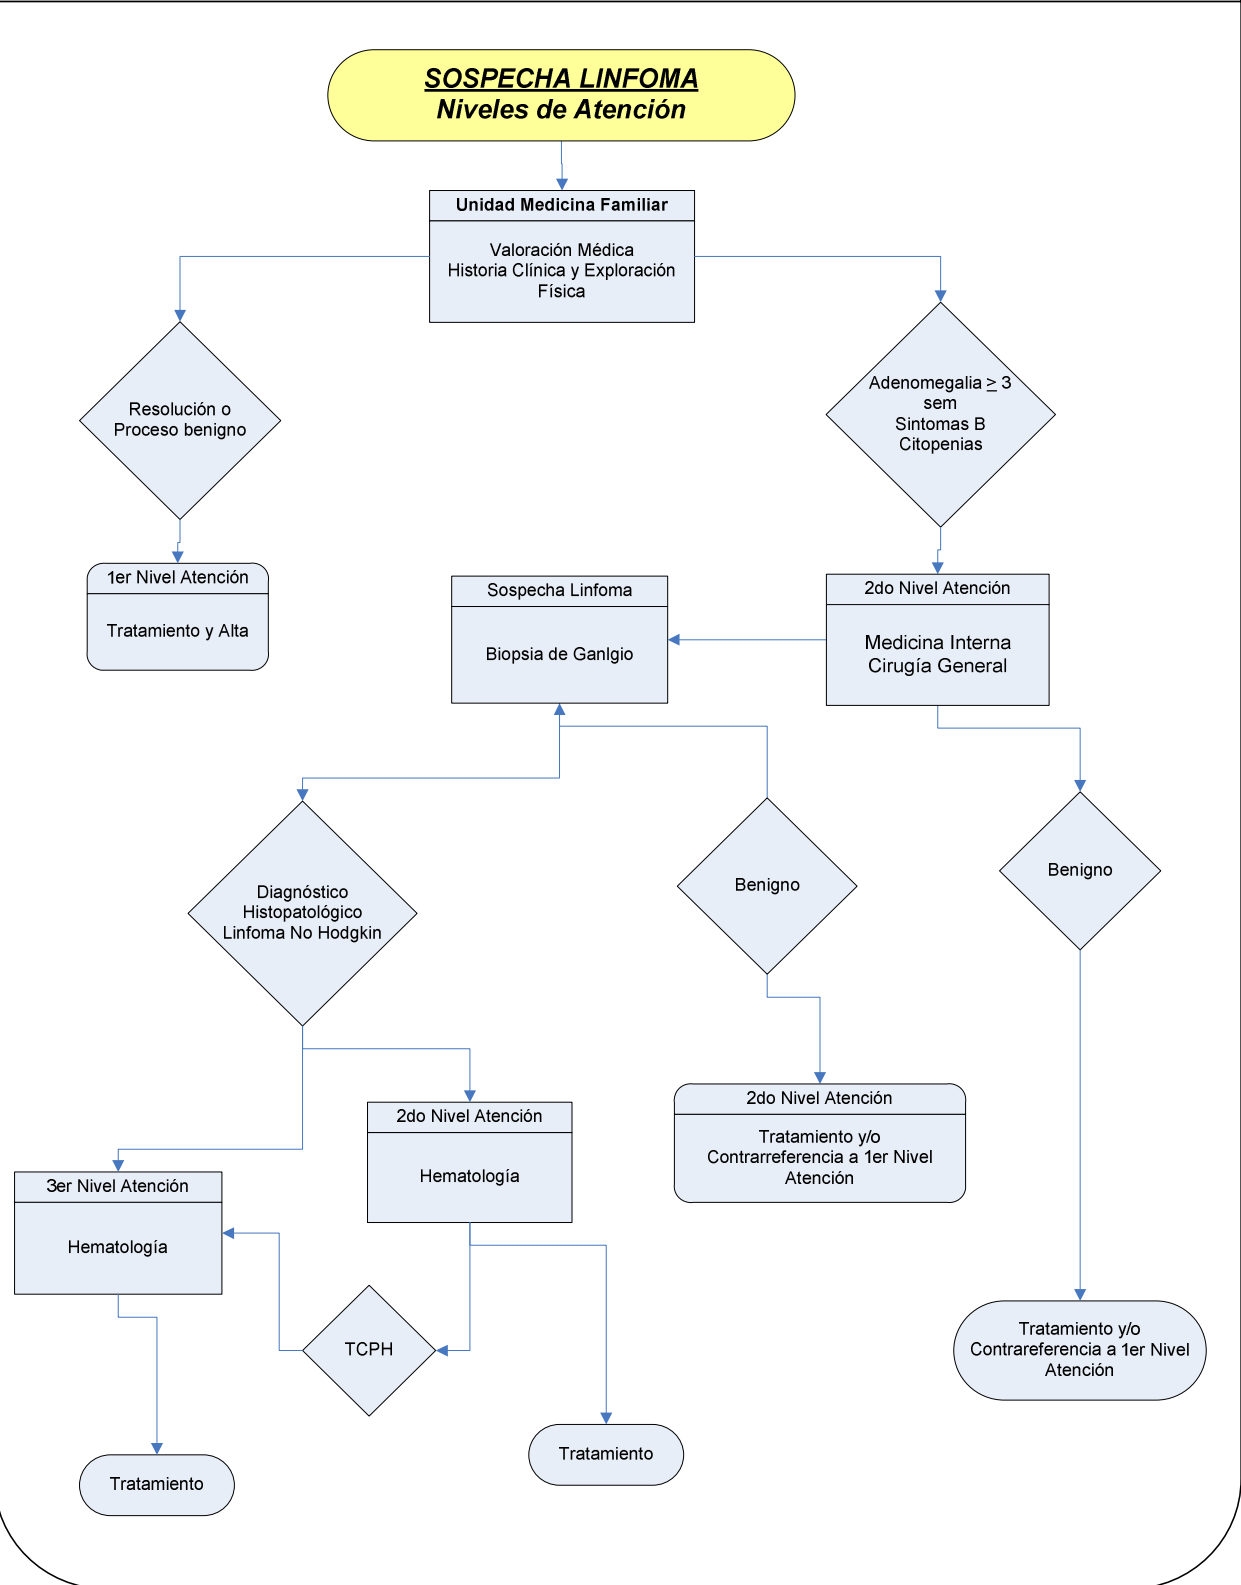 SOSPECHA LINFOMA
Niveles de Atención
Unidad Medicina Familiar
Valoración Médica
Historia Clínica y Exploración
Física
Resolución o
Proceso benigno
Adenomegalia ≥ 3
sem
Sintomas B
Citopenias
1er Nivel Atención
Tratamiento y Alta
Sospecha Linfoma
Biopsia de Ganlgio
2do Nivel Atención
Medicina Interna
Cirugía General
Diagnóstico
Histopatológico
Linfoma No Hodgkin
Benigno
Benigno
2do Nivel Atención
Hematología
2do Nivel Atención
Tratamiento y/o
Contrarreferencia a 1er Nivel
Atención
3er Nivel Atención
Hematología
TCPH
Tratamiento y/o
Contrareferencia a 1er Nivel
Atención
Tratamiento
Tratamiento